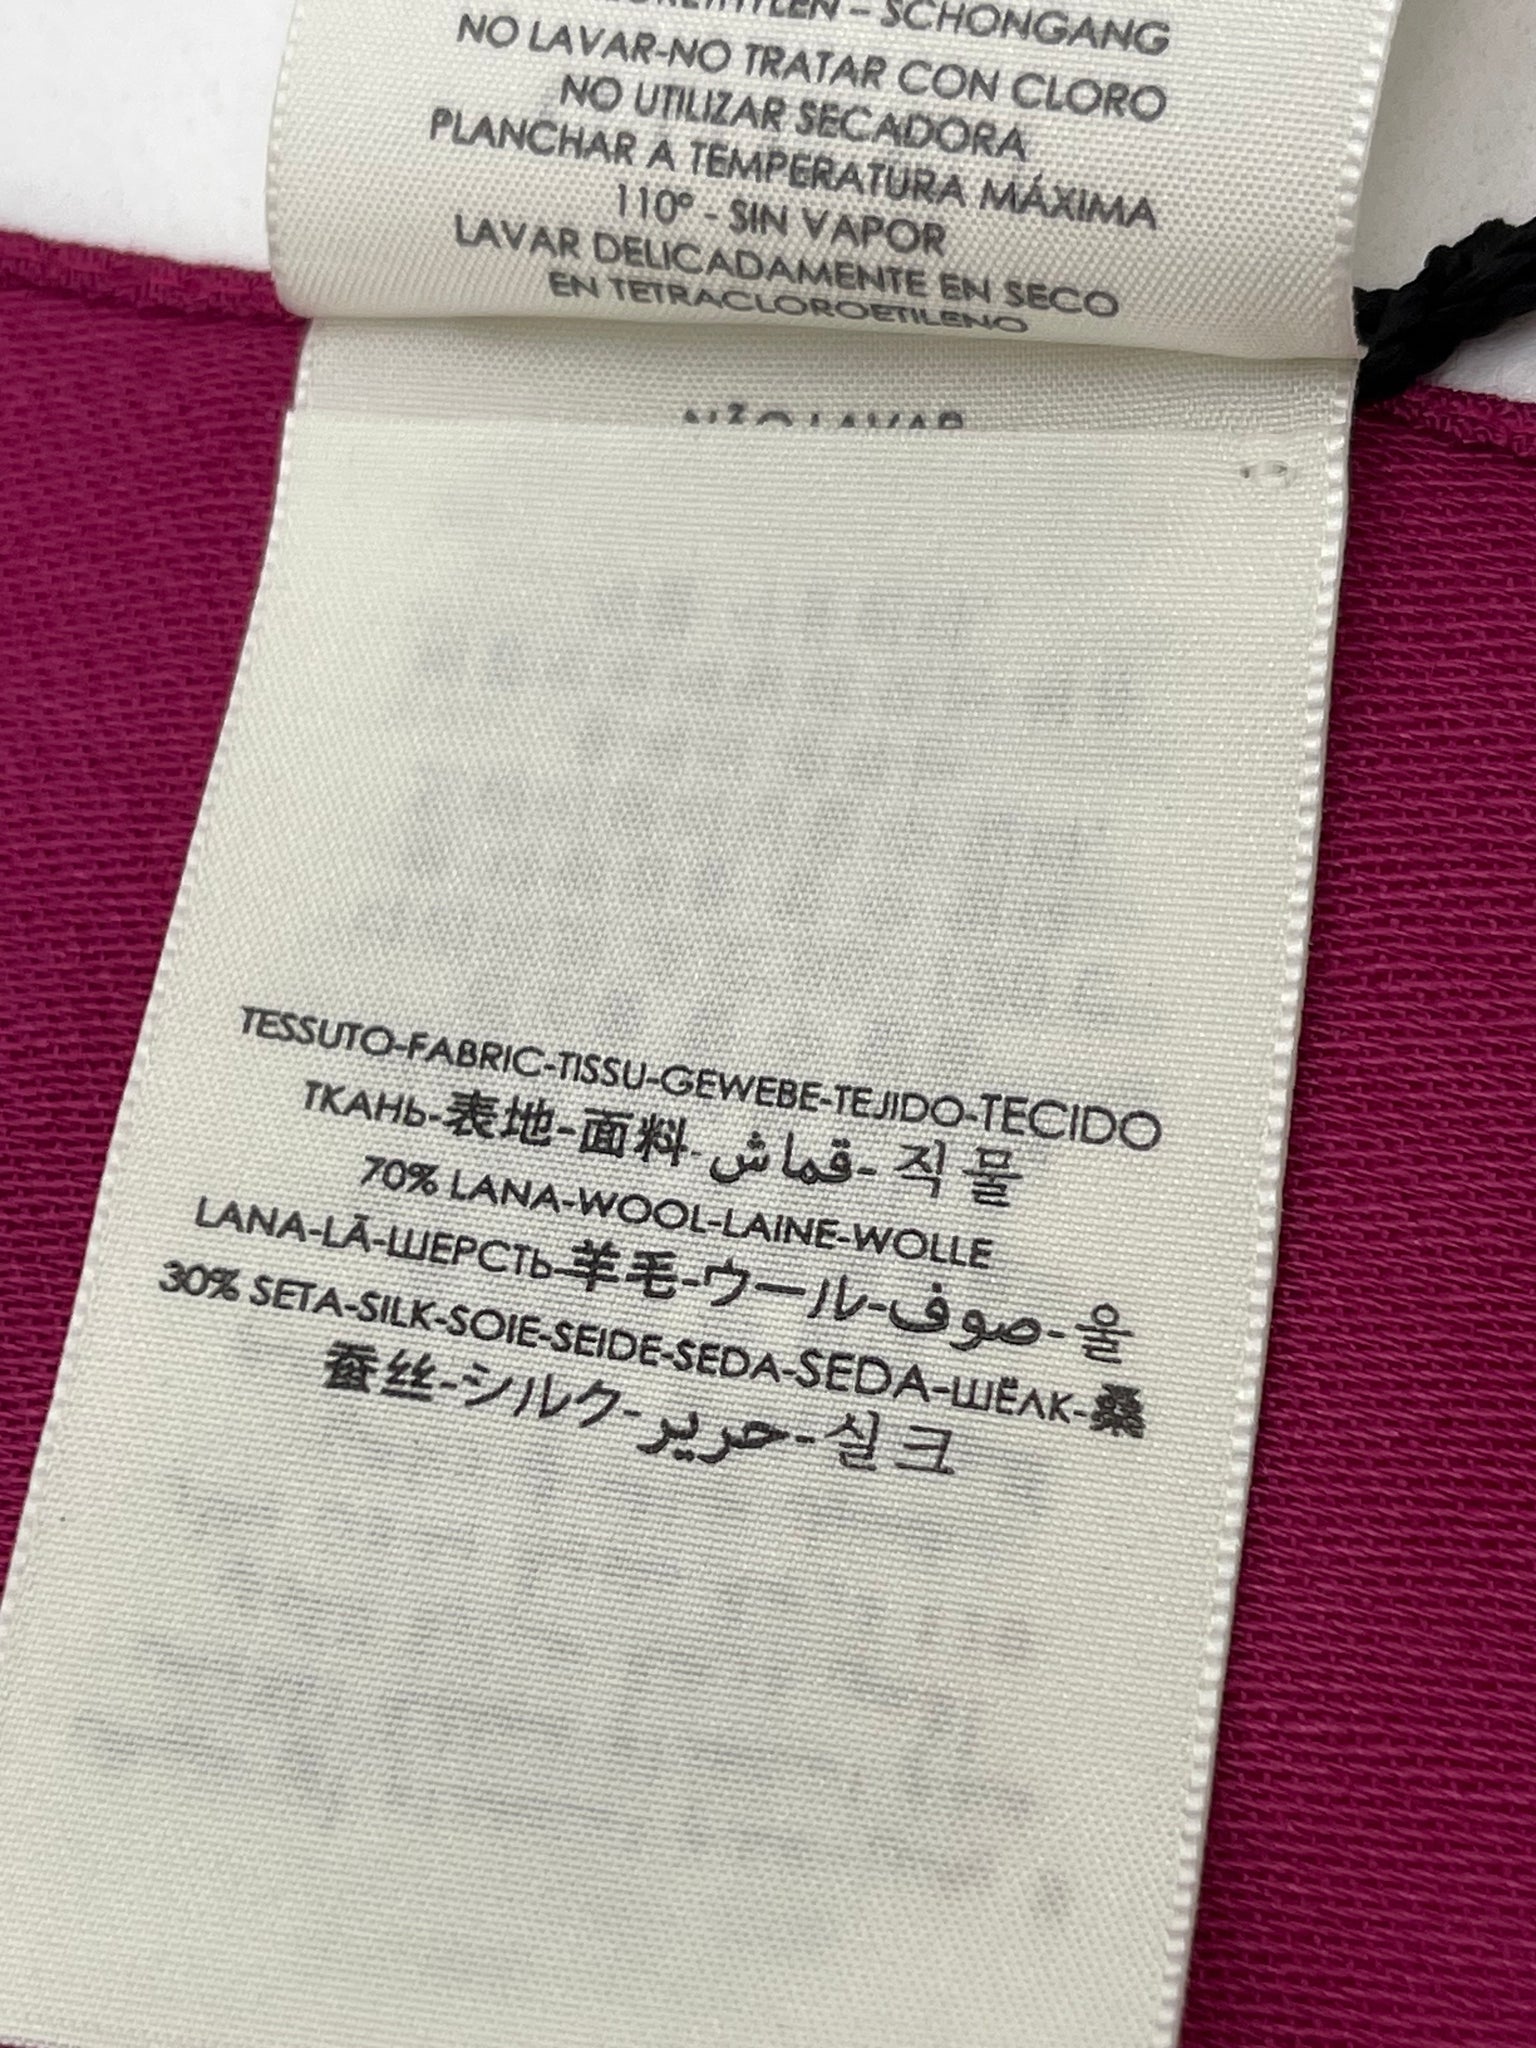 – SCHONGANG
NO LAVAR-NO TRATAR CON CLORO
NO UTILIZAR SECADORA
PLANCHAR A TEMPERATURA MÁXIMA
110° - SIN VAPOR
LAVAR DELICADAMENTE EN SECO
EN TETRACLOROETILENO
LAVAR
TESSUTO-FABRIC-TISSU-GEWEBE-TEJIDO-TECIDO
ТКАНЬ-表地-面料-قماش-직물
70% LANA-WOOL-LAINE-WOLLE
LANA-LÃ-ШЕРСТЬ-羊毛-ウール-صوف-울
30% SETA-SILK-SOIE-SEIDE-SEDA-SEDA-ШЁЛК-桑
蚕丝-シルク-حرير-실크